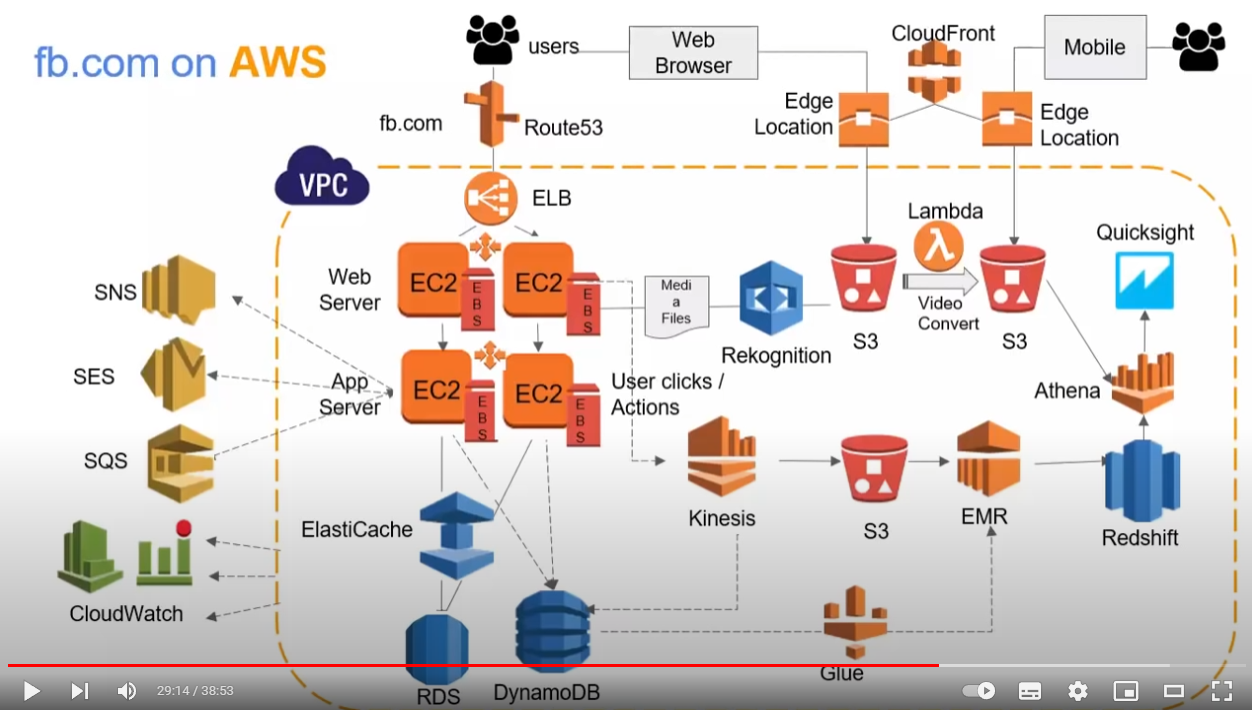 fb.com on AWS
users
Web
Browser
CloudFront
Mobile
Edge
Location
Edge
Location
fb.com
Route53
VPC
ELB
Lambda
Quicksight
Web
Server
EC2
EBS
EC2
EBS
Medi
a
Files
Rekognition
S3
Video
Convert
S3
SNS
SES
App
Server
EC2
EBS
EC2
EBS
User clicks /
Actions
Athena
SQS
Kinesis
S3
EMR
Redshift
ElastiCache
CloudWatch
RDS
DynamoDB
Glue
29:14 / 38:53